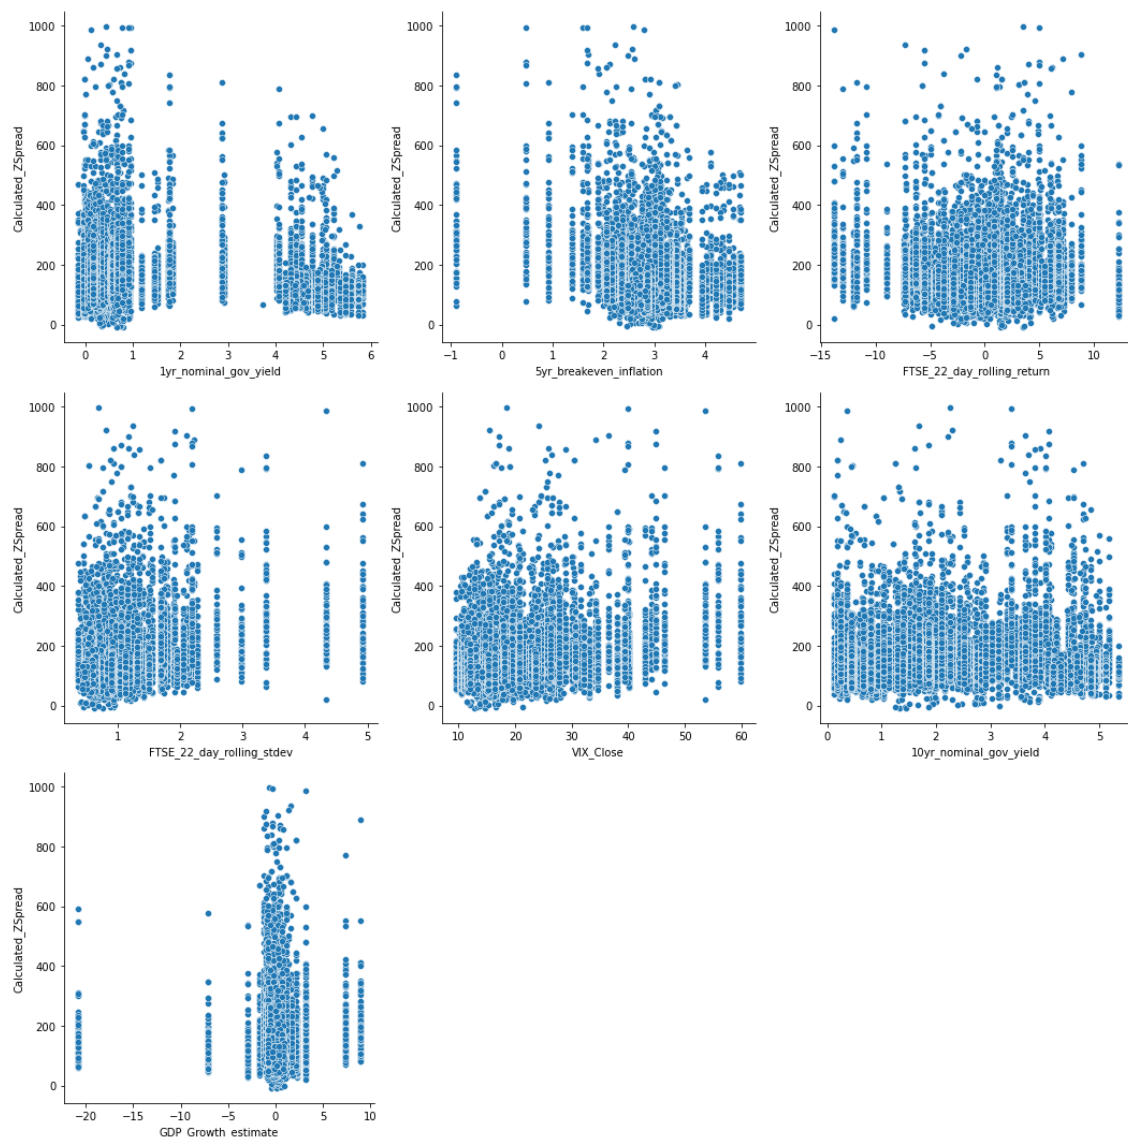 1000
800
600
400
200
0
Calculated_ZSpread
0 1 2 3 4 5 6
1yr_nominal_gov_yield
1000
800
600
400
200
0
Calculated_ZSpread
−1 0 1 2 3 4
5yr_breakeven_inflation
1000
800
600
400
200
0
Calculated_ZSpread
−15 −10 −5 0 5 10
FTSE_22_day_rolling_return
1000
800
600
400
200
0
Calculated_ZSpread
1 2 3 4 5
FTSE_22_day_rolling_stdev
1000
800
600
400
200
0
Calculated_ZSpread
10 20 30 40 50 60
VIX_Close
1000
800
600
400
200
0
Calculated_ZSpread
0 1 2 3 4 5
10yr_nominal_gov_yield
1000
800
600
400
200
0
Calculated_ZSpread
−20 −15 −10 −5 0 5 10
GDP_Growth_estimate